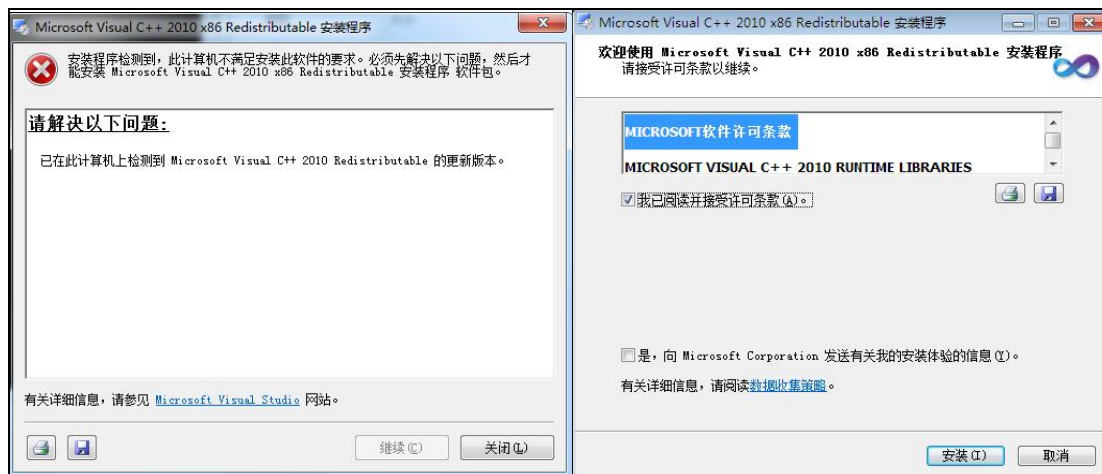 Microsoft Visual C++ 2010 x86 Redistributable 安装程序
安装程序检测到，此计算机不满足安装此软件的要求。必须先解决以下问题，然后才
能安装 Microsoft Visual C++ 2010 x86 Redistributable 安装程序 软件包。
请解决以下问题:
已在此计算机上检测到 Microsoft Visual C++ 2010 Redistributable 的更新版本。
有关详细信息，请参见 Microsoft Visual Studio 网站。
继续(C)
关闭(L)
Microsoft Visual C++ 2010 x86 Redistributable 安装程序
欢迎使用 Microsoft Visual C++ 2010 x86 Redistributable 安装程序
请接受许可条款以继续。
MICROSOFT软件许可条款
MICROSOFT VISUAL C++ 2010 RUNTIME LIBRARIES
我已阅读并接受许可条款(A)。
是，向 Microsoft Corporation 发送有关我的安装体验的信息(Y)。
有关详细信息，请阅读数据收集策略。
安装(I)
取消